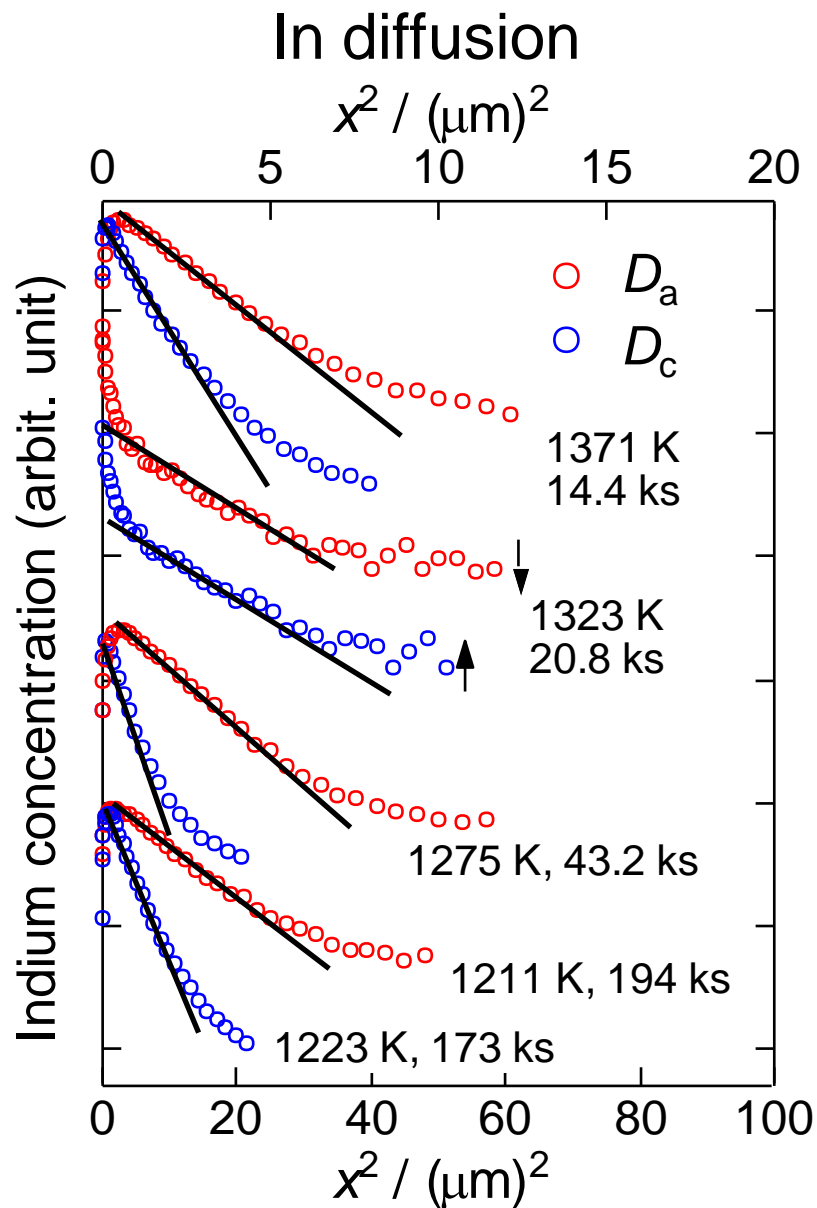 In diffusion
x² / (μm)²
0 5 10 15 20
Indium concentration (arbit. unit)
Da
Dc
1371 K
14.4 ks
1323 K
20.8 ks
1275 K, 43.2 ks
1211 K, 194 ks
1223 K, 173 ks
0 20 40 60 80 100
x² / (μm)²